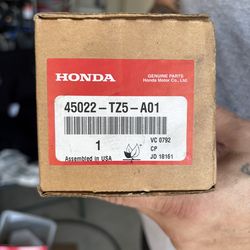 HONDA
GENUINE PARTS
Honda Motor Co., Ltd.
45022-TZ5-A01
1
VC 0792
CP
Assembled in USA
JD 16161